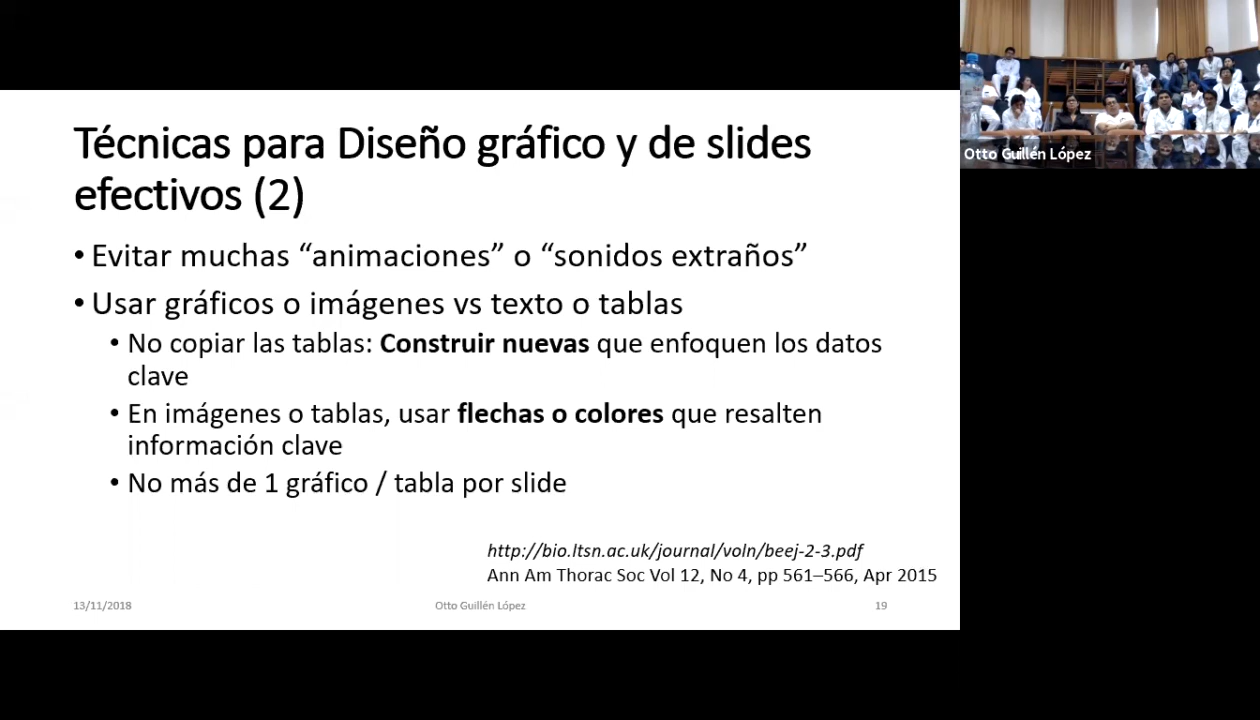 Técnicas para Diseño gráfico y de slides
efectivos (2)
• Evitar muchas “animaciones” o “sonidos extraños”
• Usar gráficos o imágenes vs texto o tablas
• No copiar las tablas: Construir nuevas que enfoquen los datos
clave
• En imágenes o tablas, usar flechas o colores que resalten
información clave
• No más de 1 gráfico / tabla por slide
http://bio.ltsn.ac.uk/journal/voln/beej-2-3.pdf
Ann Am Thorac Soc Vol 12, No 4, pp 561–566, Apr 2015
13/11/2018
Otto Guillén López
19
Otto Guillén López